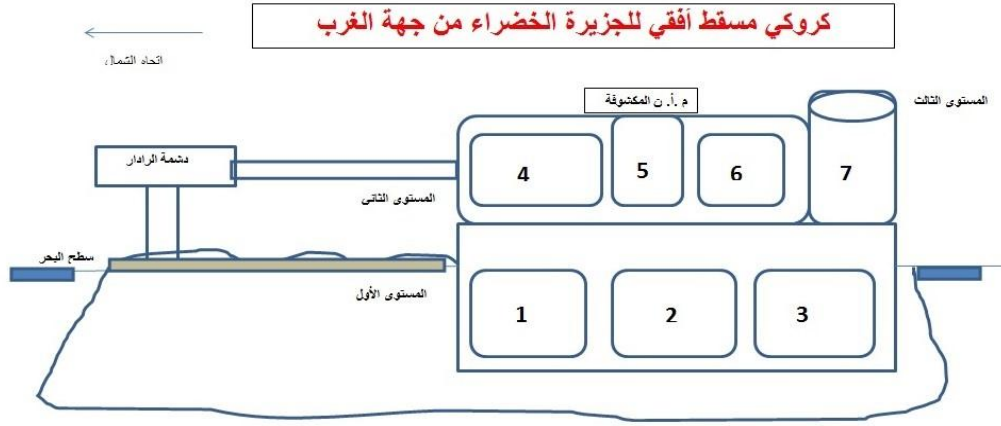 كروكي مسقط أفقي للجزيرة الخضراء من جهة الغرب
اتجاه الشمال
م .أ. ن المكشوفة
المستوى الثالث
دشمة الرادار
4
5
6
7
المستوى الثانى
سطح البحر
المستوى الأول
1
2
3